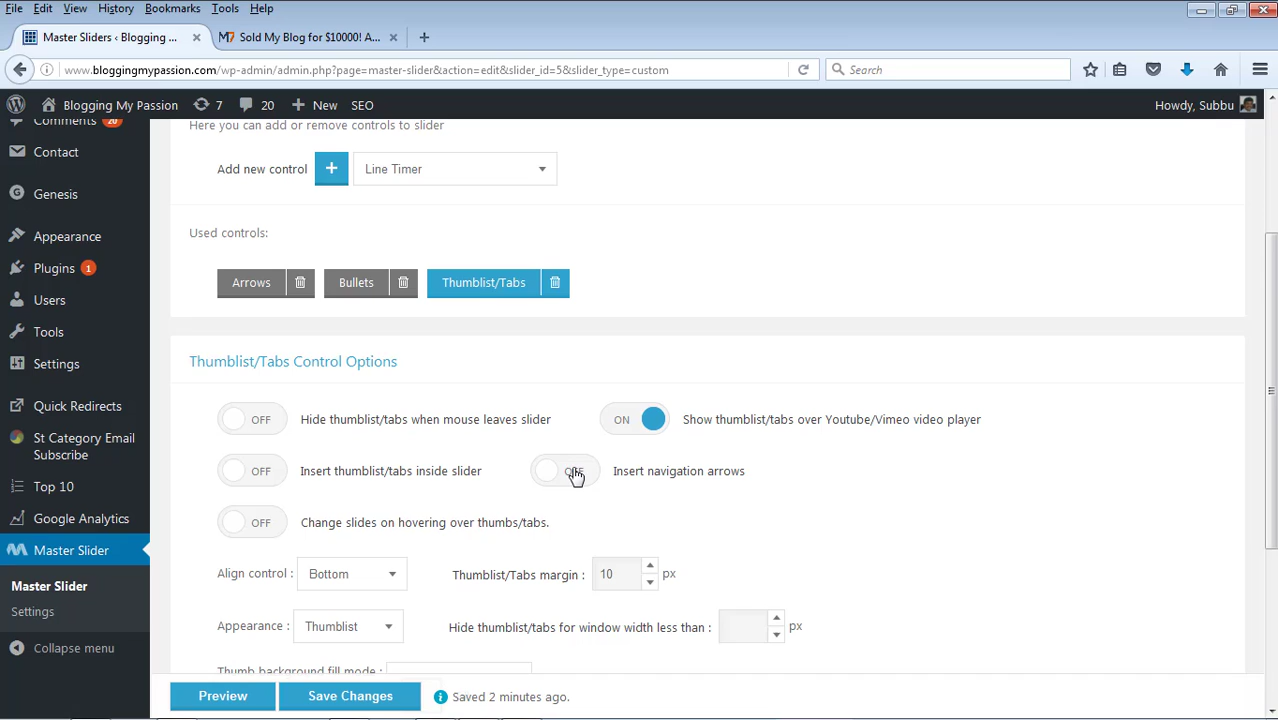 File Edit View History Bookmarks Tools Help
Master Sliders ‹ Blogging ... Sold My Blog for $10000! A...
www.bloggingmypassion.com/wp-admin/admin.php?page=master-slider&action=edit&slider_id=5&slider_type=custom Search
Blogging My Passion 7 20 New SEO Howdy, Subbu
Comments 20
Contact
Genesis
Appearance
Plugins 1
Users
Tools
Settings
Quick Redirects
St Category Email
Subscribe
Top 10
Google Analytics
Master Slider
Master Slider
Settings
Collapse menu
Here you can add or remove controls to slider
Add new control + Line Timer
Used controls:
Arrows Bullets Thumblist/Tabs
Thumblist/Tabs Control Options
OFF Hide thumblist/tabs when mouse leaves slider ON Show thumblist/tabs over Youtube/Vimeo video player
OFF Insert thumblist/tabs inside slider OFF Insert navigation arrows
OFF Change slides on hovering over thumbs/tabs.
Align control : Bottom Thumblist/Tabs margin : 10 px
Appearance : Thumblist Hide thumblist/tabs for window width less than : px
Thumb background fill mode :
Preview Save Changes Saved 2 minutes ago.